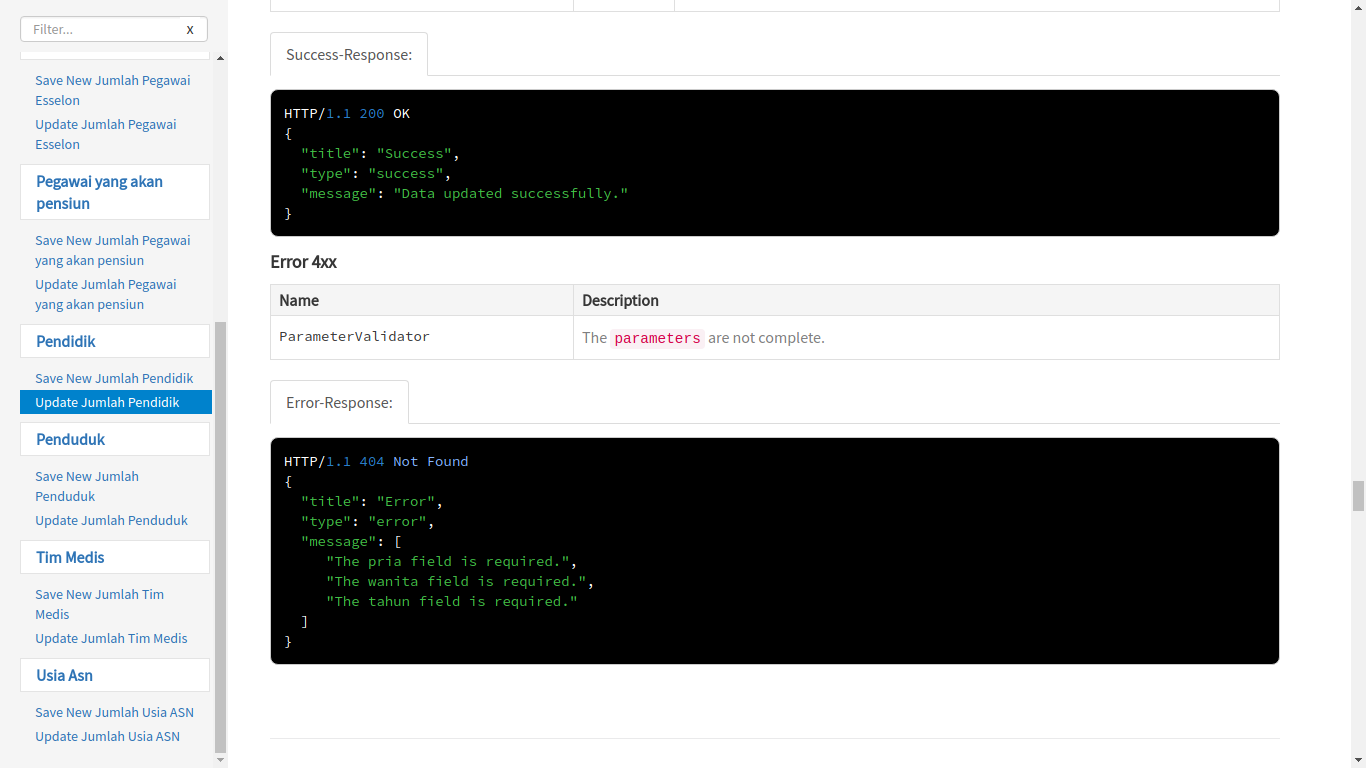 Filter...
x
Save New Jumlah Pegawai
Esselon
Update Jumlah Pegawai
Esselon
Pegawai yang akan
pensiun
Save New Jumlah Pegawai
yang akan pensiun
Update Jumlah Pegawai
yang akan pensiun
Pendidik
Save New Jumlah Pendidik
Update Jumlah Pendidik
Penduduk
Save New Jumlah
Penduduk
Update Jumlah Penduduk
Tim Medis
Save New Jumlah Tim
Medis
Update Jumlah Tim Medis
Usia Asn
Save New Jumlah Usia ASN
Update Jumlah Usia ASN
Success-Response:
HTTP/1.1 200 OK
{
  "title": "Success",
  "type": "success",
  "message": "Data updated successfully."
}
Error 4xx
Name Description
ParameterValidator The parameters are not complete.
Error-Response:
HTTP/1.1 404 Not Found
{
  "title": "Error",
  "type": "error",
  "message": [
     "The pria field is required.",
     "The wanita field is required.",
     "The tahun field is required."
  ]
}